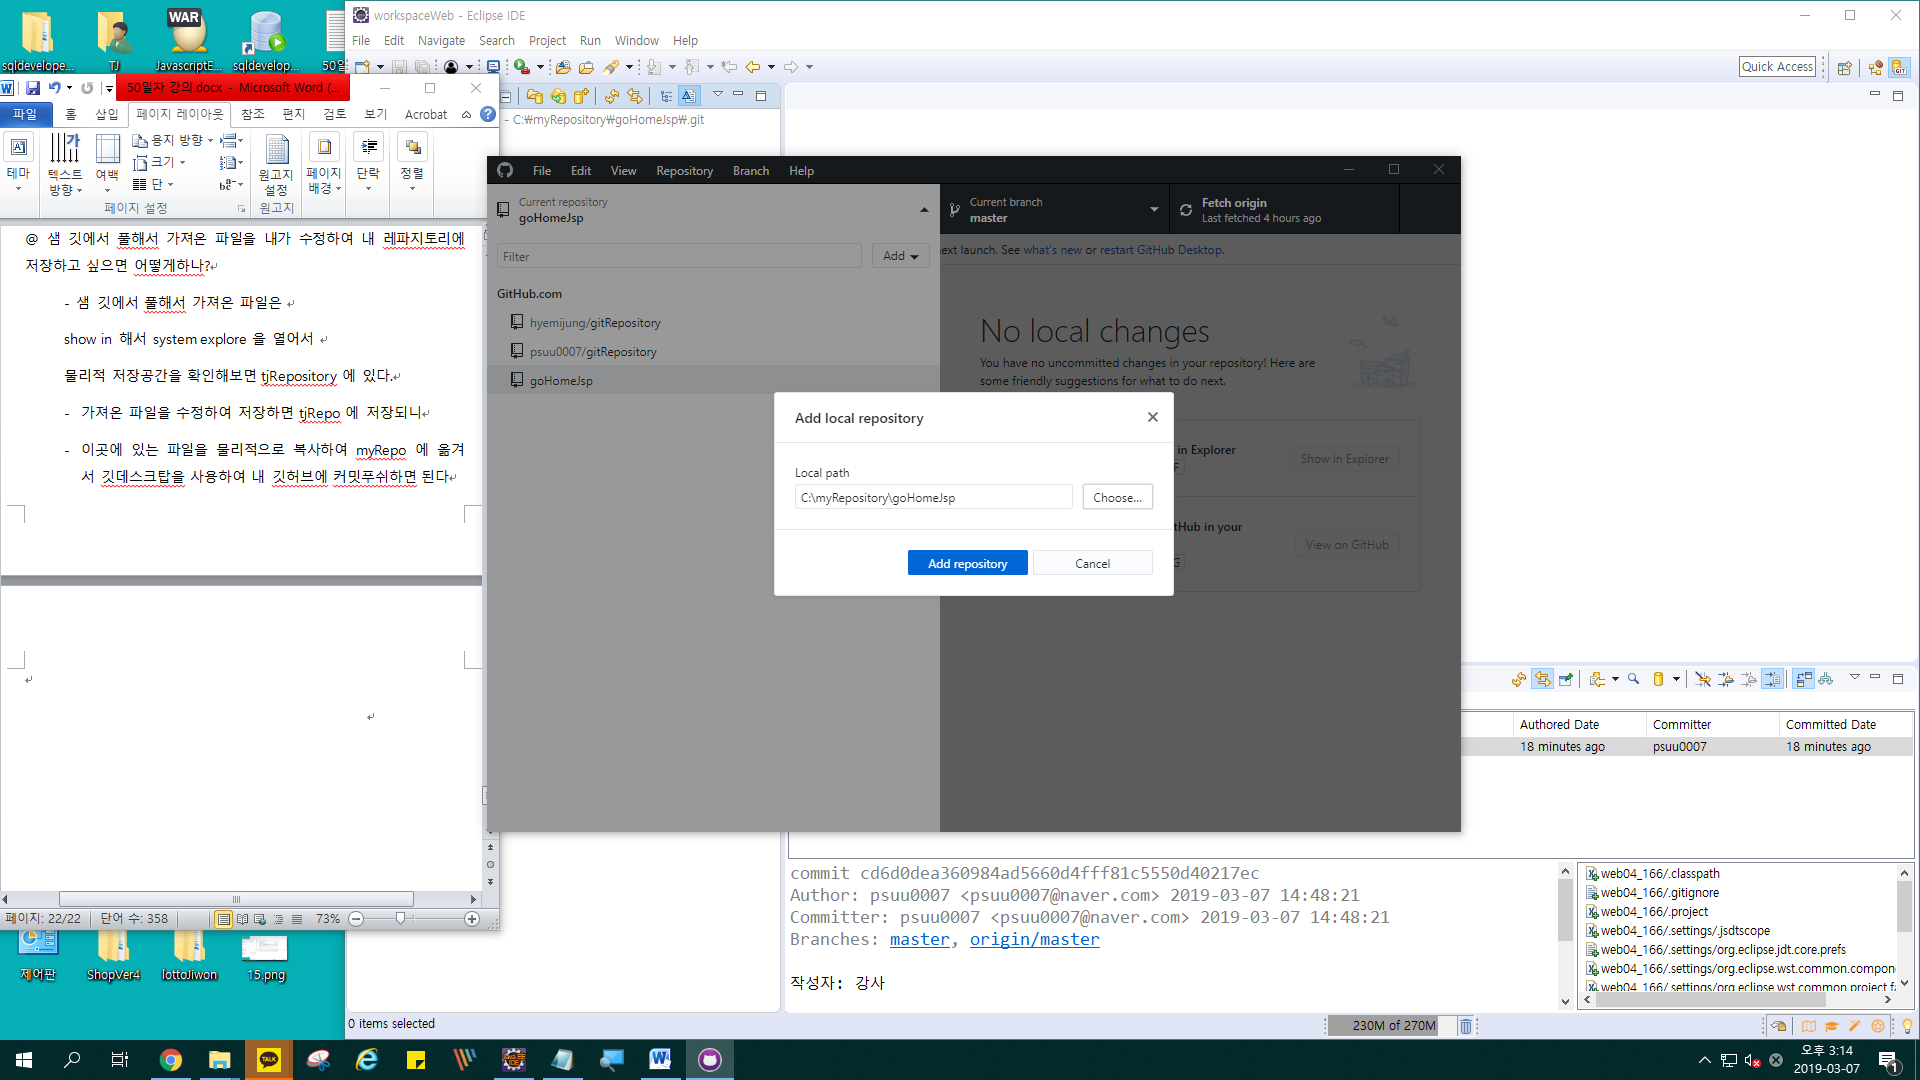 sqldevelope...
TJ
WAR
JavascriptE...
sqldevelop...
50일
workspaceWeb - Eclipse IDE
File Edit Navigate Search Project Run Window Help
Quick Access
50일차 강의.docx - Microsoft Word (...
파일 홈 삽입 페이지 레이아웃 참조 편지 검토 보기 Acrobat
테마
텍스트 방향
여백
용지 방향
크기
단
페이지 설정
원고지 설정
원고지
페이지 배경
단락
정렬
- C:\myRepository\goHomeJsp\.git
@ 샘 깃에서 풀해서 가져온 파일을 내가 수정하여 내 레파지토리에
저장하고 싶으면 어떻게하나?
- 샘 깃에서 풀해서 가져온 파일은
show in 해서 system explore 을 열어서
물리적 저장공간을 확인해보면 tjRepository 에 있다.
- 가져온 파일을 수정하여 저장하면 tjRepo 에 저장되니
- 이곳에 있는 파일을 물리적으로 복사하여 myRepo 에 옮겨
서 깃데스크탑을 사용하여 내 깃허브에 커밋푸쉬하면 된다
페이지: 22/22 단어 수: 358 73%
File Edit View Repository Branch Help
Current repository
goHomeJsp
Current branch
master
Fetch origin
Last fetched 4 hours ago
Filter
Add
next launch. See what's new or restart GitHub Desktop.
GitHub.com
hyemijung/gitRepository
psuu0007/gitRepository
goHomeJsp
No local changes
You have no uncommitted changes in your repository! Here are
some friendly suggestions for what to do next.
in Explorer
F
Show in Explorer
tHub in your
G
View on GitHub
Add local repository
Local path
C:\myRepository\goHomeJsp
Choose...
Add repository
Cancel
Authored Date Committer Committed Date
18 minutes ago psuu0007 18 minutes ago
commit cd6d0dea360984ad5660d4fff81c5550d40217ec
Author: psuu0007 <psuu0007@naver.com> 2019-03-07 14:48:21
Committer: psuu0007 <psuu0007@naver.com> 2019-03-07 14:48:21
Branches: master, origin/master
작성자: 강사
web04_166/.classpath
web04_166/.gitignore
web04_166/.project
web04_166/.settings/.jsdtscope
web04_166/.settings/org.eclipse.jdt.core.prefs
web04_166/.settings/org.eclipse.wst.common.compon
web04_166/.settings/org.eclipse.wst.common.project.fa
제어판
ShopVer4
lottoJiwon
15.png
0 items selected
230M of 270M
TALK
오후 3:14
2019-03-07
1